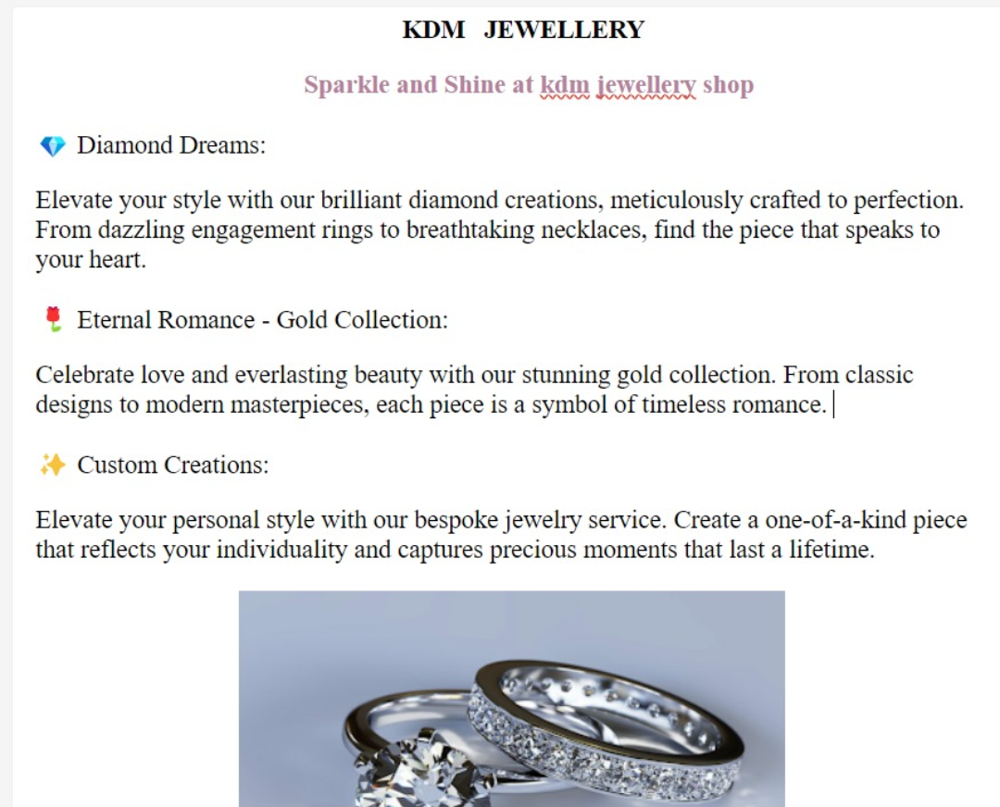 KDM JEWELLERY
Sparkle and Shine at kdm jewellery shop
💎 Diamond Dreams:
Elevate your style with our brilliant diamond creations, meticulously crafted to perfection.
From dazzling engagement rings to breathtaking necklaces, find the piece that speaks to
your heart.
🌹 Eternal Romance - Gold Collection:
Celebrate love and everlasting beauty with our stunning gold collection. From classic
designs to modern masterpieces, each piece is a symbol of timeless romance.
✨ Custom Creations:
Elevate your personal style with our bespoke jewelry service. Create a one-of-a-kind piece
that reflects your individuality and captures precious moments that last a lifetime.